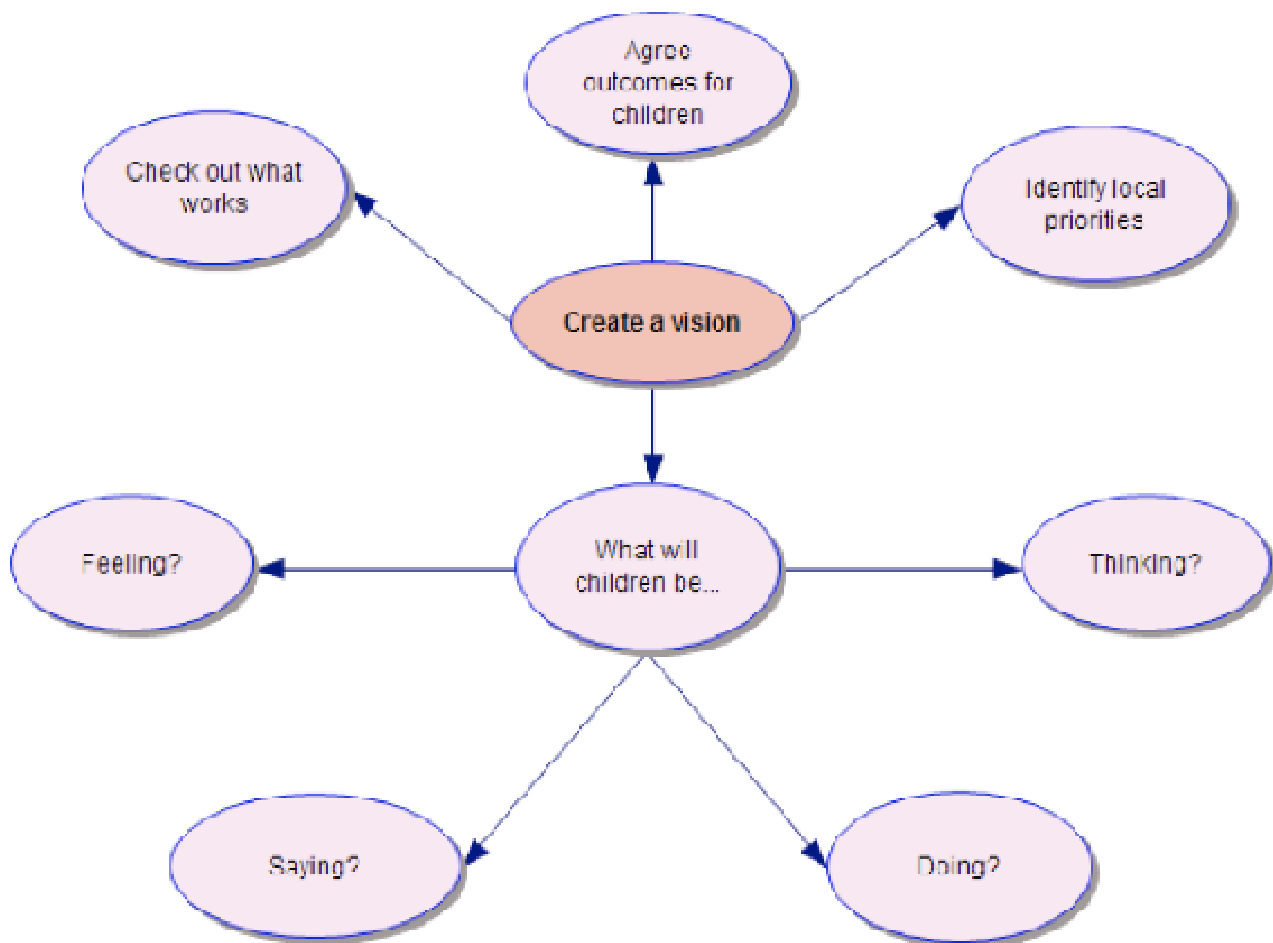 Agree
outcomes for
children
Check out what
works
Identify local
priorities
Create a vision
What will
children be...
Feeling?
Thinking?
Saying?
Doing?